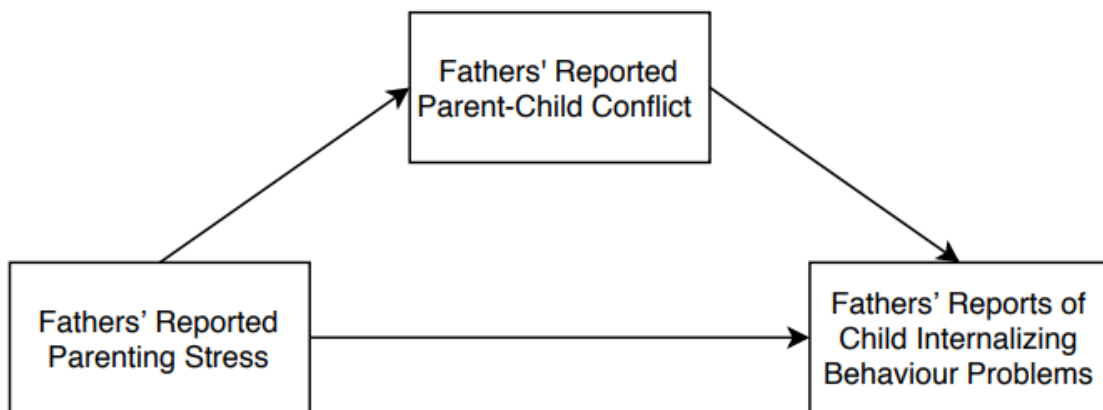 Fathers' Reported
Parent-Child Conflict
Fathers’ Reported
Parenting Stress
Fathers’ Reports of
Child Internalizing
Behaviour Problems